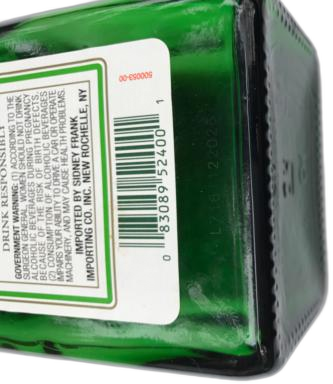 DRINK RESPONSIBLY
GOVERNMENT WARNING: (1) ACCORDING TO THE
SURGEON GENERAL, WOMEN SHOULD NOT DRINK
ALCOHOLIC BEVERAGES DURING PREGNANCY
BECAUSE OF THE RISK OF BIRTH DEFECTS.
(2) CONSUMPTION OF ALCOHOLIC BEVERAGES
IMPAIRS YOUR ABILITY TO DRIVE A CAR OR OPERATE
MACHINERY, AND MAY CAUSE HEALTH PROBLEMS.
IMPORTED BY SIDNEY FRANK
IMPORTING CO. INC. NEW ROCHELLE, NY
0 83089 52400 1
500053-00